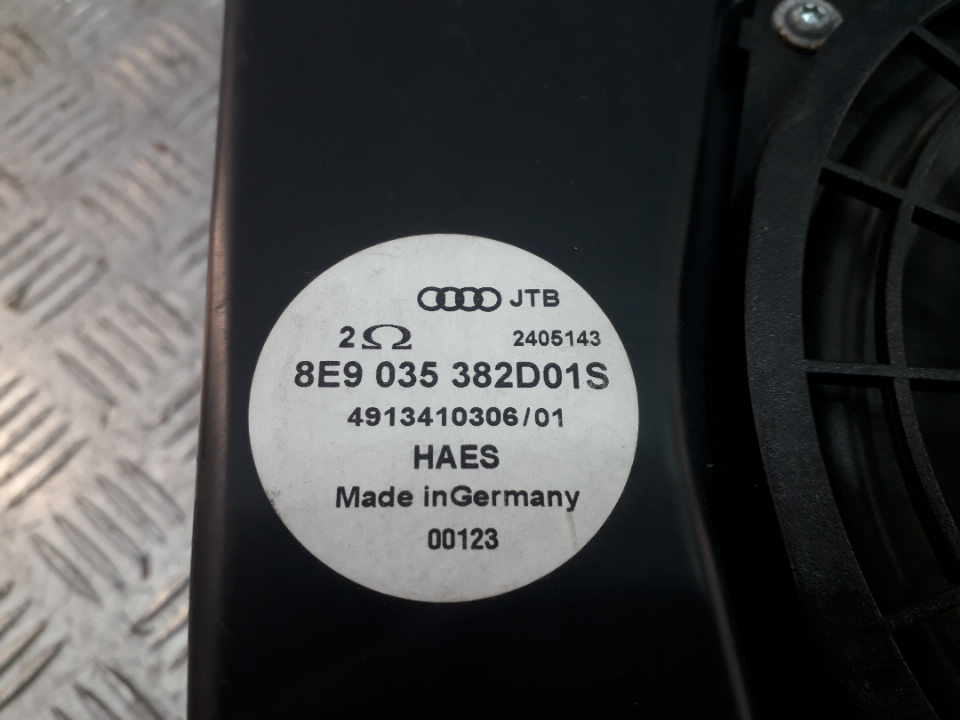 JTB
2Ω 2405143
8E9 035 382D01S
4913410306/01
HAES
Made inGermany
00123